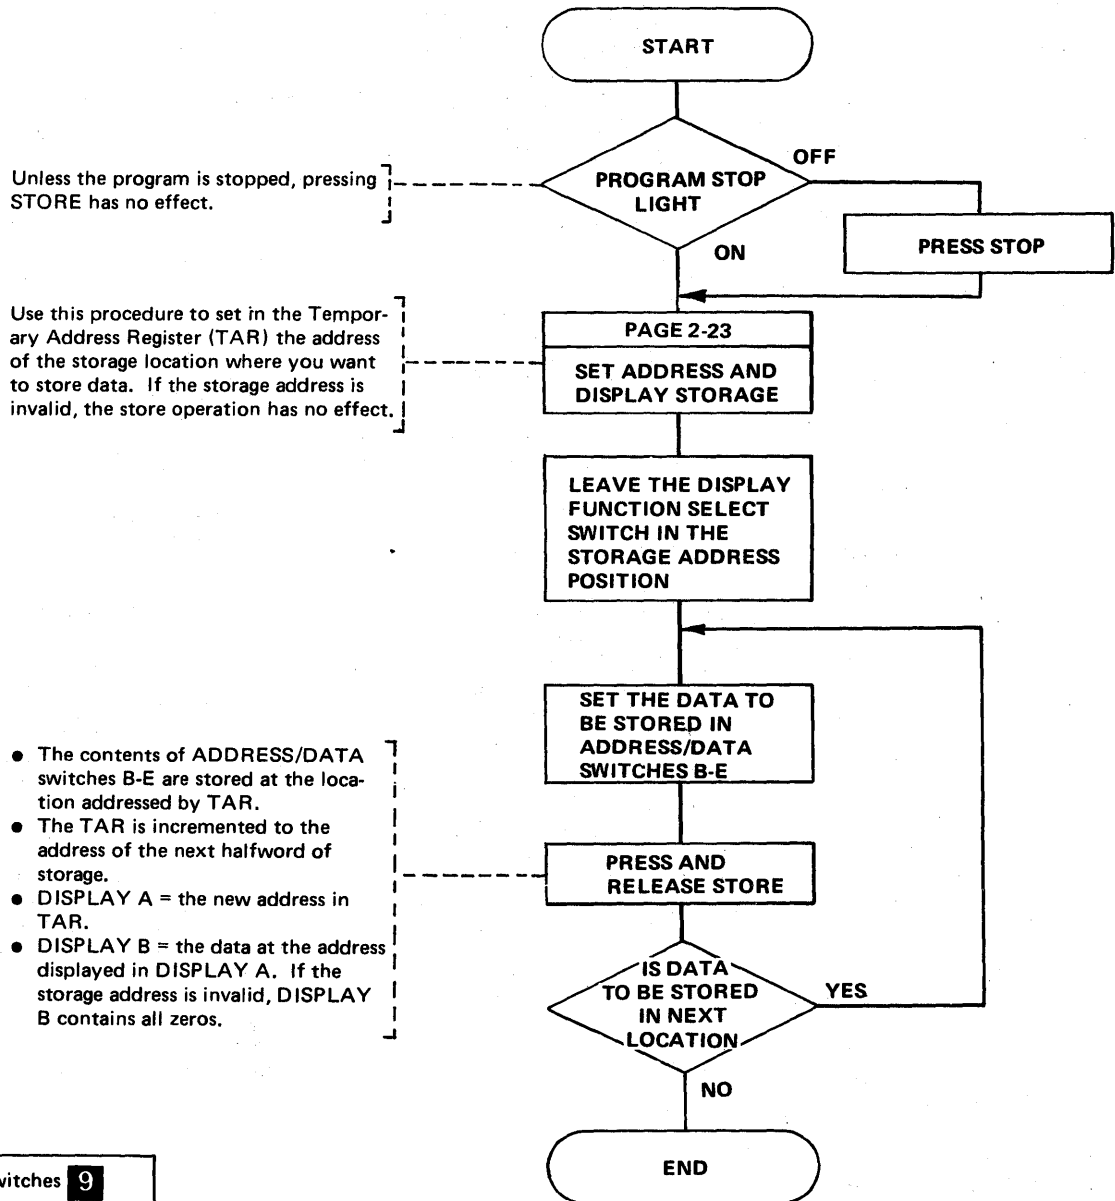 START
Unless the program is stopped, pressing
STORE has no effect.
PROGRAM STOP
LIGHT
OFF
PRESS STOP
ON
Use this procedure to set in the Tempor-
ary Address Register (TAR) the address
of the storage location where you want
to store data. If the storage address is
invalid, the store operation has no effect.
PAGE 2-23
SET ADDRESS AND
DISPLAY STORAGE
LEAVE THE DISPLAY
FUNCTION SELECT
SWITCH IN THE
STORAGE ADDRESS
POSITION
SET THE DATA TO
BE STORED IN
ADDRESS/DATA
SWITCHES B-E
● The contents of ADDRESS/DATA
switches B-E are stored at the loca-
tion addressed by TAR.
● The TAR is incremented to the
address of the next halfword of
storage.
● DISPLAY A = the new address in
TAR.
● DISPLAY B = the data at the address
displayed in DISPLAY A. If the
storage address is invalid, DISPLAY
B contains all zeros.
PRESS AND
RELEASE STORE
IS DATA
TO BE STORED
IN NEXT
LOCATION
YES
NO
END
9